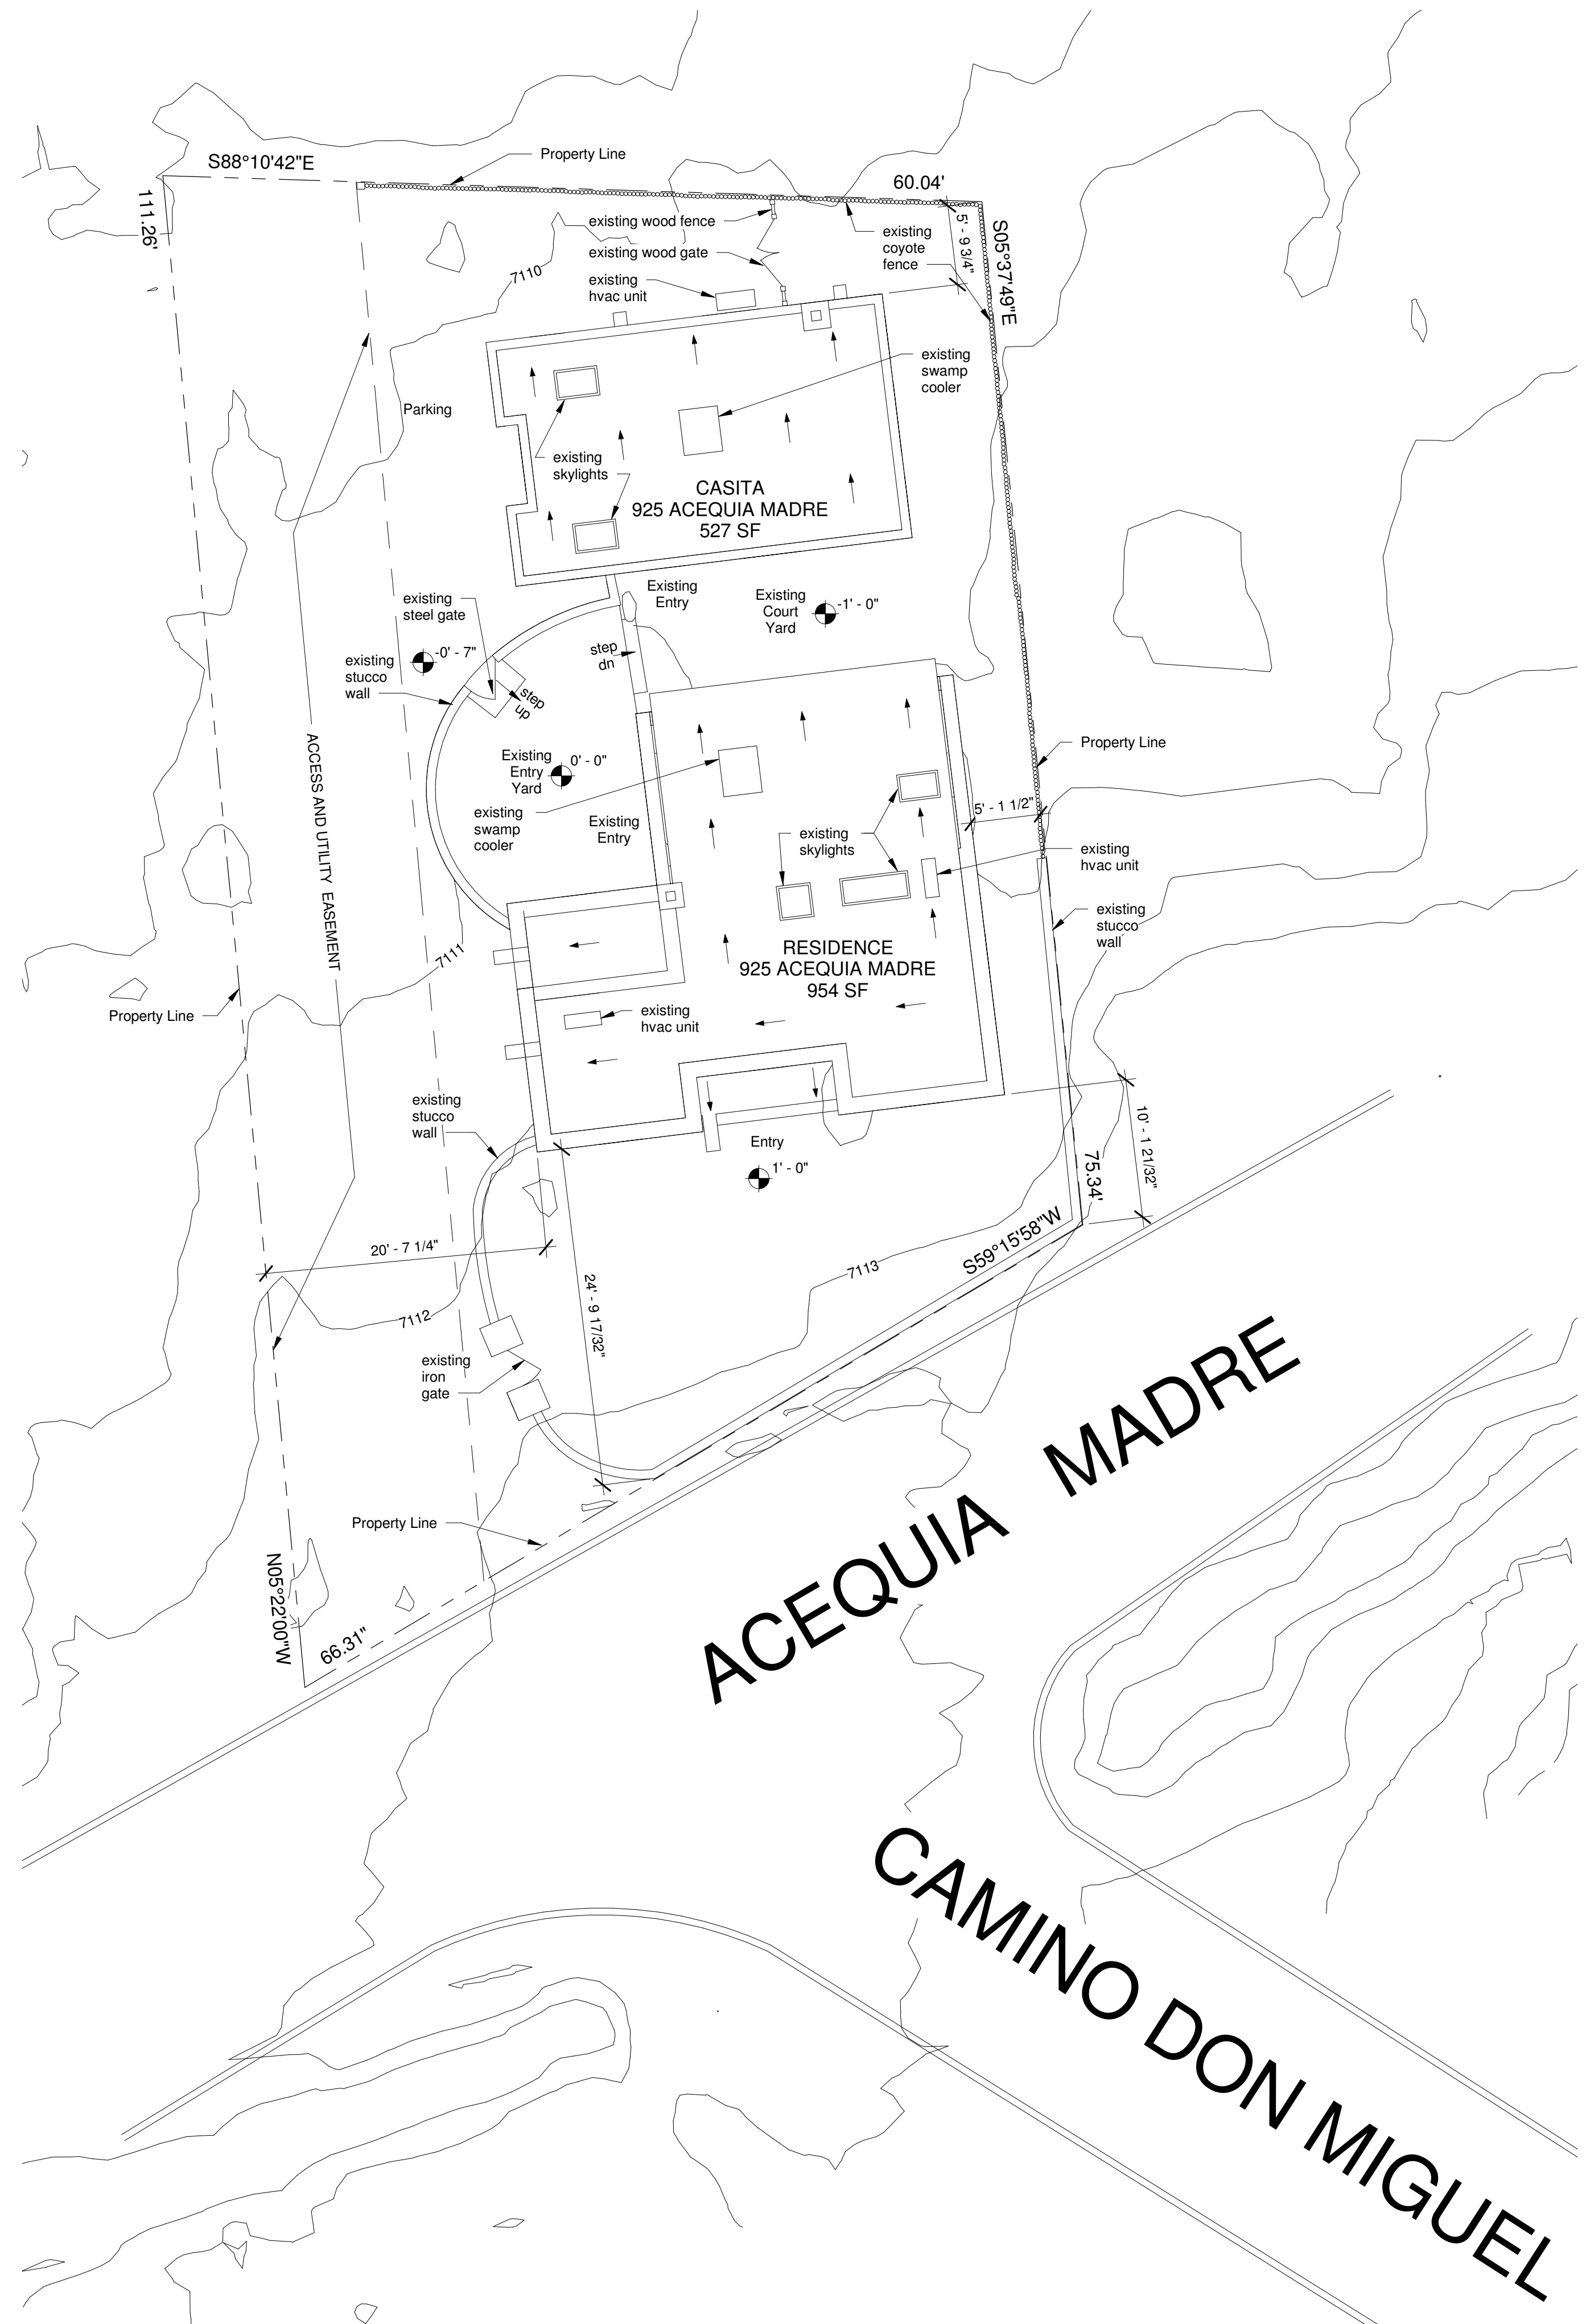 S88°10'42"E
Property Line
60.04'
111.26'
existing wood fence
existing
coyote
fence
5' - 9 3/4"
S05°37'49"E
existing wood gate
7110
existing
hvac unit
existing
swamp
cooler
Parking
existing
skylights
CASITA
925 ACEQUIA MADRE
527 SF
existing
steel gate
Existing
Entry
Existing
Court
Yard
-1' - 0"
-0' - 7"
existing
stucco
wall
step
dn
step
up
ACCESS AND UTILITY EASEMENT
Property Line
Existing
Entry
Yard
0' - 0"
existing
swamp
cooler
Existing
Entry
existing
skylights
5' - 1 1/2"
existing
hvac unit
existing
stucco
wall
7111
RESIDENCE
925 ACEQUIA MADRE
954 SF
Property Line
existing
hvac unit
existing
stucco
wall
Entry
1' - 0"
10' - 1 21/32"
75.34'
S59°15'58"W
20' - 7 1/4"
7113
7112
24' - 9 17/32"
existing
iron
gate
Property Line
N05°22'00"W
66.31"
ACEQUIA MADRE
CAMINO DON MIGUEL